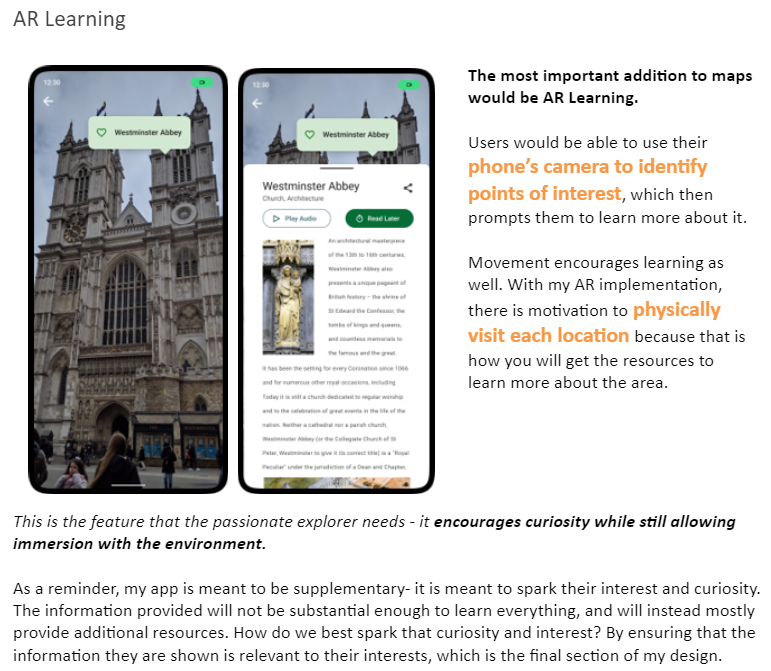 AR Learning
12:30
Westminster Abbey
12:30
Westminster Abbey
Westminster Abbey
Church, Architecture
Play Audio
Read Later
An architectural masterpiece
of the 13th to 16th centuries,
Westminster Abbey also
presents a unique pageant of
British history – the shrine of
St Edward the Confessor, the
tombs of kings and queens,
and countless memorials to
the famous and the great.
It has been the setting for every Coronation since 1066
and for numerous other royal occasions, including
Today it is still a church dedicated to regular worship
and to the celebration of great events in the life of the
nation. Neither a cathedral nor a parish church,
Westminster Abbey (or the Collegiate Church of St
Peter, Westminster to give it its correct title) is a "Royal
Peculiar" under the jurisdiction of a Dean and Chapter,
The most important addition to maps
would be AR Learning.
Users would be able to use their
phone's camera to identify
points of interest, which then
prompts them to learn more about it.
Movement encourages learning as
well. With my AR implementation,
there is motivation to physically
visit each location because that is
how you will get the resources to
learn more about the area.
This is the feature that the passionate explorer needs - it encourages curiosity while still allowing
immersion with the environment.
As a reminder, my app is meant to be supplementary- it is meant to spark their interest and curiosity.
The information provided will not be substantial enough to learn everything, and will instead mostly
provide additional resources. How do we best spark that curiosity and interest? By ensuring that the
information they are shown is relevant to their interests, which is the final section of my design.